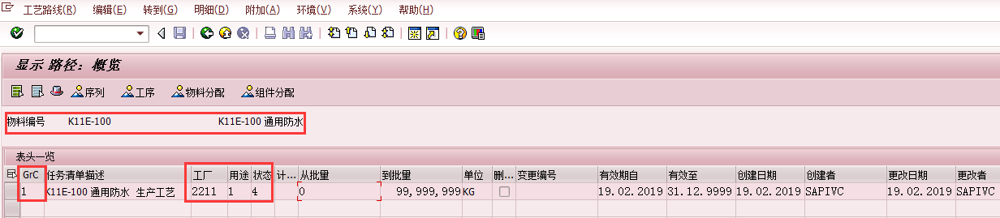 工艺路线(R) 编辑(E) 转到(G) 明细(D) 附加(A) 环境(V) 系统(Y) 帮助(H)
显示 路径: 概览
序列 工序 物料分配 组件分配
物料编号 K11E-100 K11E-100 通用防水
表头一览
GrC 任务清单描述 工厂 用途 状态 计... 从批量 到批量 单位 删... 变更编号 有效期自 有效至 创建日期 创建者 更改日期 更改者
1 K11E-100 通用防水 生产工艺 2211 1 4 0 99,999,999 KG 19.02.2019 31.12.9999 19.02.2019 SAPIVC 19.02.2019 SAPIVC